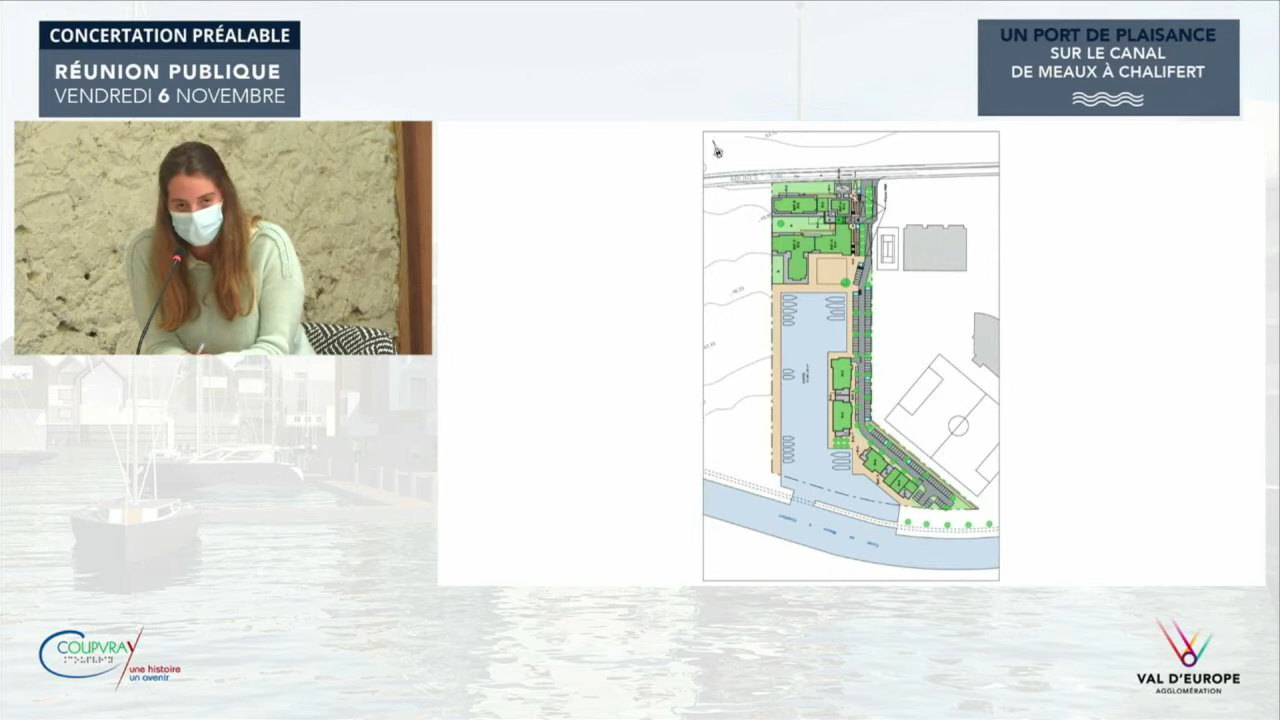 CONCERTATION PRÉALABLE
RÉUNION PUBLIQUE
VENDREDI 6 NOVEMBRE
UN PORT DE PLAISANCE
SUR LE CANAL
DE MEAUX À CHALIFERT
COUPVRAY
une histoire
un avenir
VAL D'EUROPE
AGGLOMÉRATION